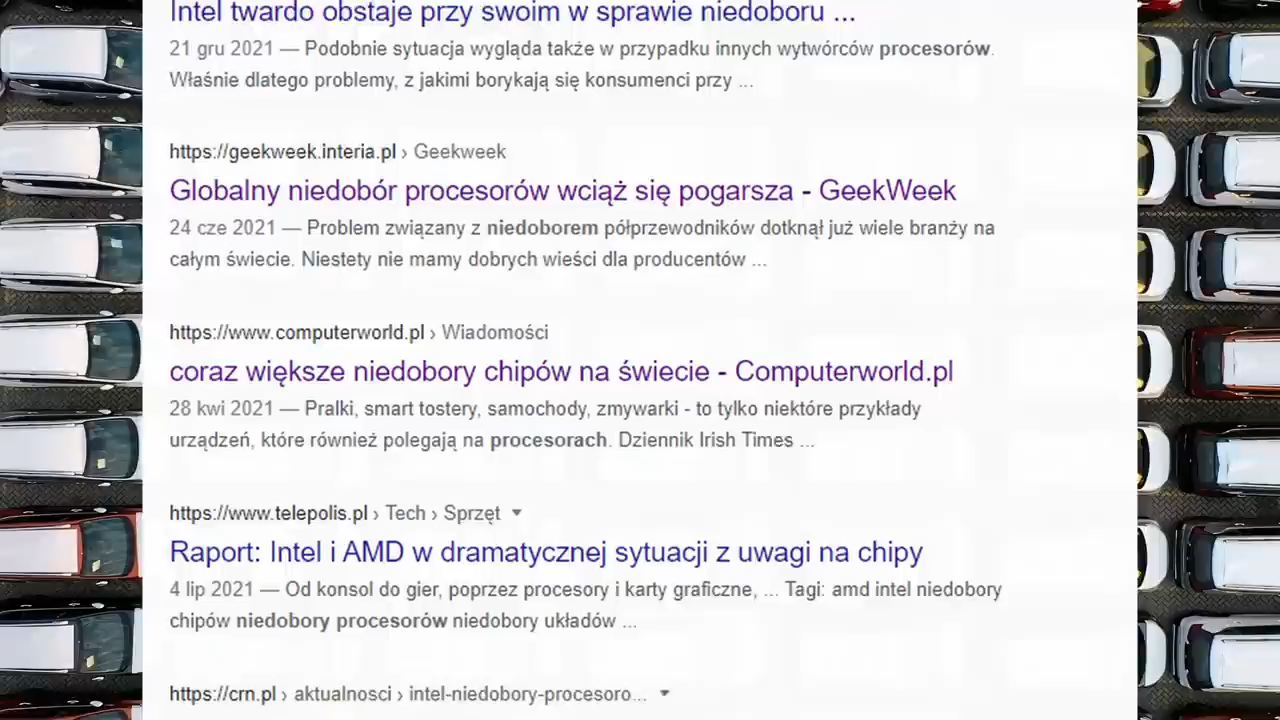 Intel twardo obstaje przy swoim w sprawie niedoboru ...
21 gru 2021 — Podobnie sytuacja wygląda także w przypadku innych wytwórców procesorów.
Właśnie dlatego problemy, z jakimi borykają się konsumenci przy ...
https://geekweek.interia.pl › Geekweek
Globalny niedobór procesorów wciąż się pogarsza - GeekWeek
24 cze 2021 — Problem związany z niedoborem półprzewodników dotknął już wiele branży na
całym świecie. Niestety nie mamy dobrych wieści dla producentów ...
https://www.computerworld.pl › Wiadomości
coraz większe niedobory chipów na świecie - Computerworld.pl
28 kwi 2021 — Pralki, smart tostery, samochody, zmywarki - to tylko niektóre przykłady
urządzeń, które również polegają na procesorach. Dziennik Irish Times ...
https://www.telepolis.pl › Tech › Sprzęt
Raport: Intel i AMD w dramatycznej sytuacji z uwagi na chipy
4 lip 2021 — Od konsol do gier, poprzez procesory i karty graficzne, ... Tagi: amd intel niedobory
chipów niedobory procesorów niedobory układów ...
https://crn.pl › aktualnosci › intel-niedobory-procesoro...